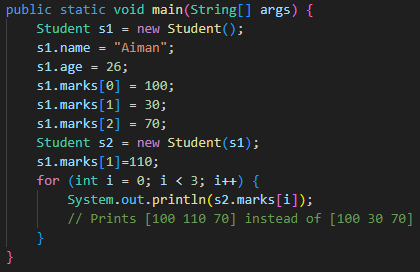 public static void main(String[] args) {
    Student s1 = new Student();
    s1.name = "Aiman";
    s1.age = 26;
    s1.marks[0] = 100;
    s1.marks[1] = 30;
    s1.marks[2] = 70;
    Student s2 = new Student(s1);
    s1.marks[1]=110;
    for (int i = 0; i < 3; i++) {
        System.out.println(s2.marks[i]);
        // Prints [100 110 70] instead of [100 30 70]
    }
}